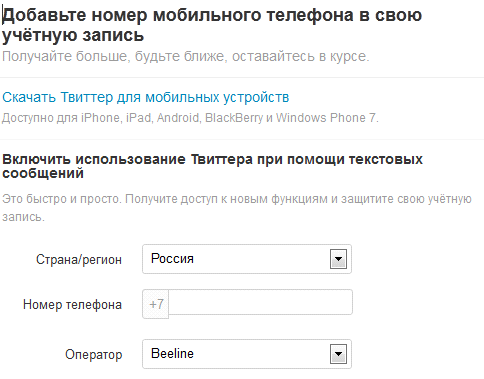 Добавьте номер мобильного телефона в свою
учётную запись
Получайте больше, будьте ближе, оставайтесь в курсе.
Скачать Твиттер для мобильных устройств
Доступно для iPhone, iPad, Android, BlackBerry и Windows Phone 7.
Включить использование Твиттера при помощи текстовых
сообщений
Это быстро и просто. Получите доступ к новым функциям и защитите свою учётную
запись.
Страна/регион Россия
Номер телефона +7
Оператор Beeline